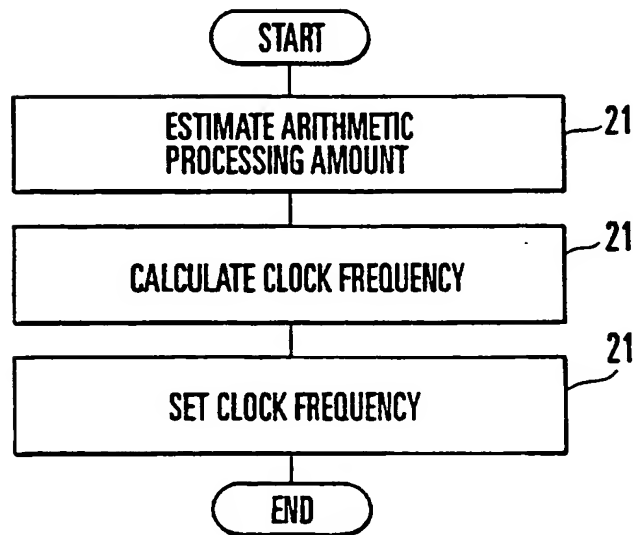 START
ESTIMATE ARITHMETIC
PROCESSING AMOUNT
21
CALCULATE CLOCK FREQUENCY
21
SET CLOCK FREQUENCY
21
END